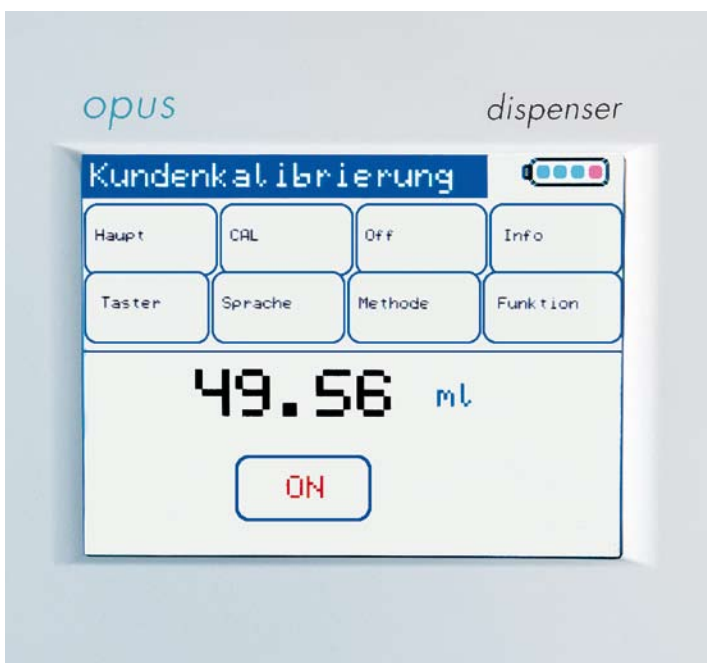 opus dispenser
Kundenkalibrierung
Haupt CAL Off Info
Taster Sprache Methode Funktion
49.56 ml
ON